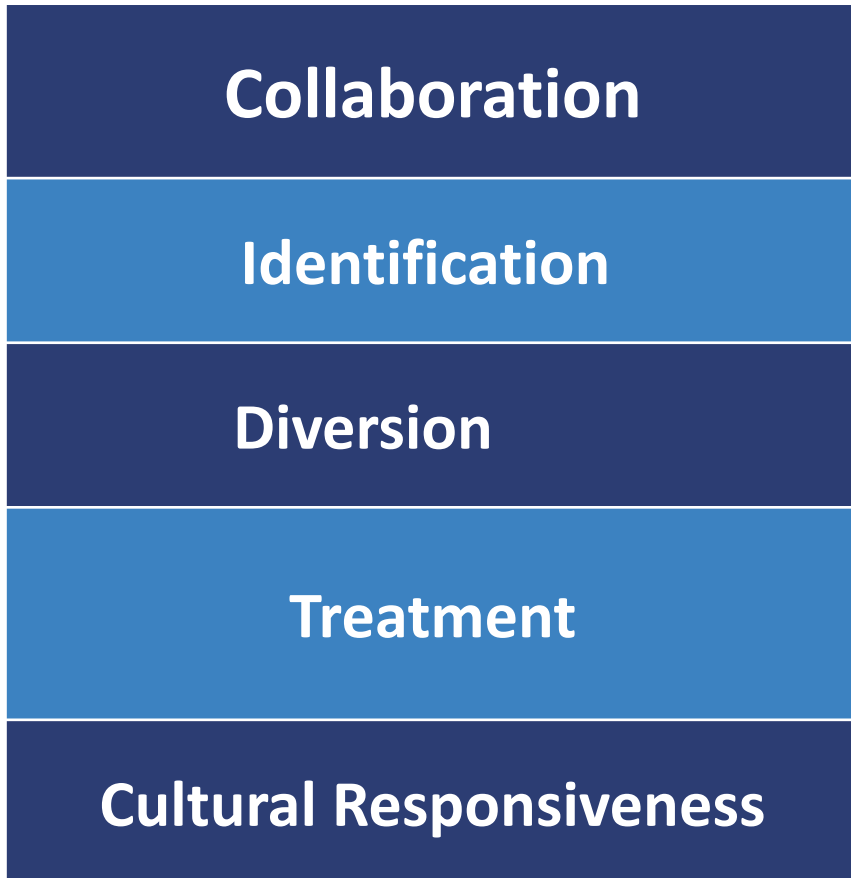 Collaboration
Identification
Diversion
Treatment
Cultural Responsiveness